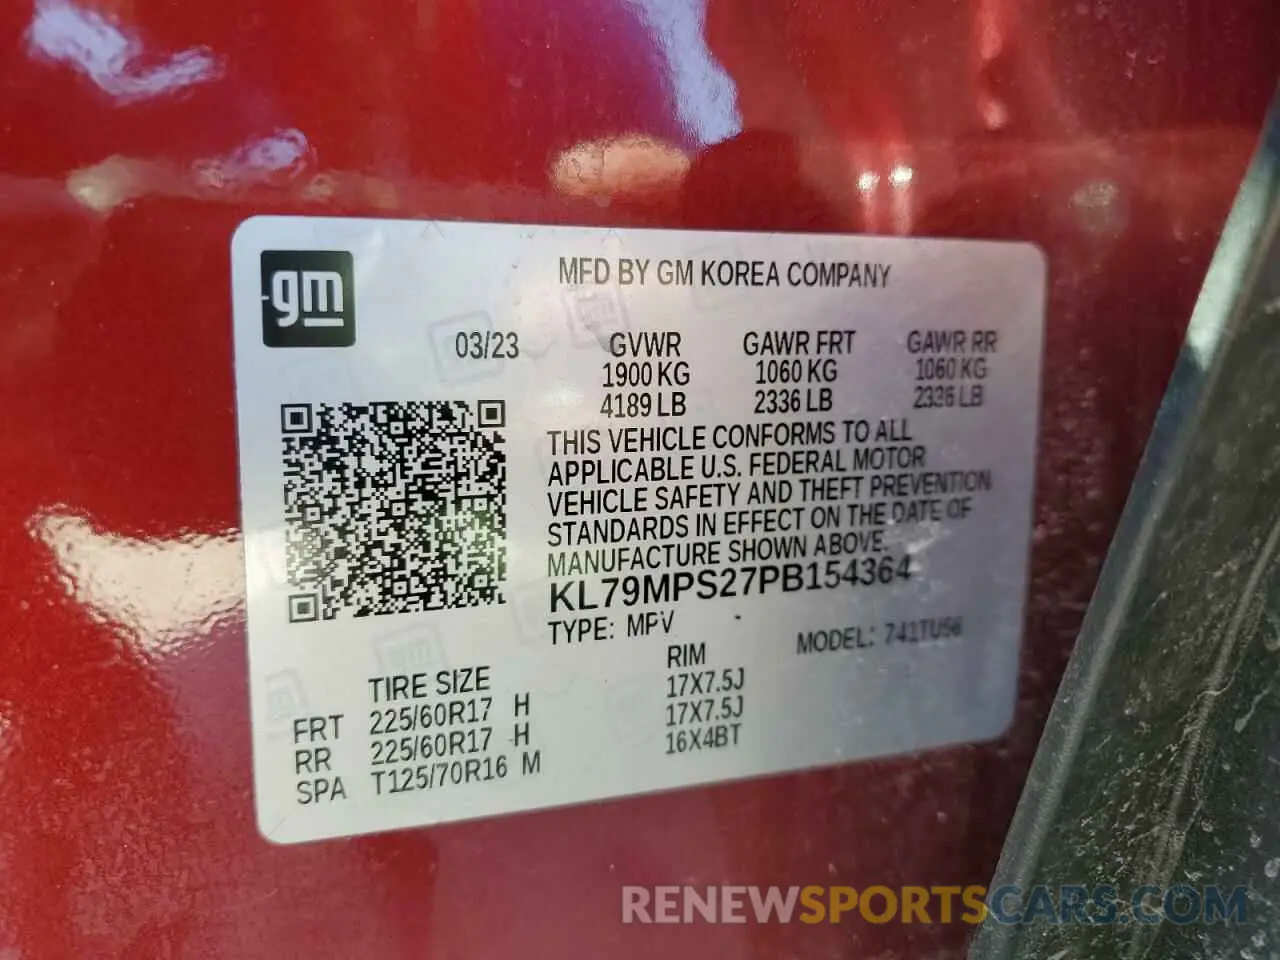 gm
MFD BY GM KOREA COMPANY
03/23 GVWR GAWR FRT GAWR RR
1900 KG 1060 KG 1060 KG
4189 LB 2336 LB 2336 LB
THIS VEHICLE CONFORMS TO ALL
APPLICABLE U.S. FEDERAL MOTOR
VEHICLE SAFETY AND THEFT PREVENTION
STANDARDS IN EFFECT ON THE DATE OF
MANUFACTURE SHOWN ABOVE.
KL79MPS27PB154364
TYPE: MPV MODEL: 741TU56
TIRE SIZE RIM
FRT 225/60R17 H 17X7.5J
RR 225/60R17 H 17X7.5J
SPA T125/70R16 M 16X4BT
RENEWSPORTSCARS.COM